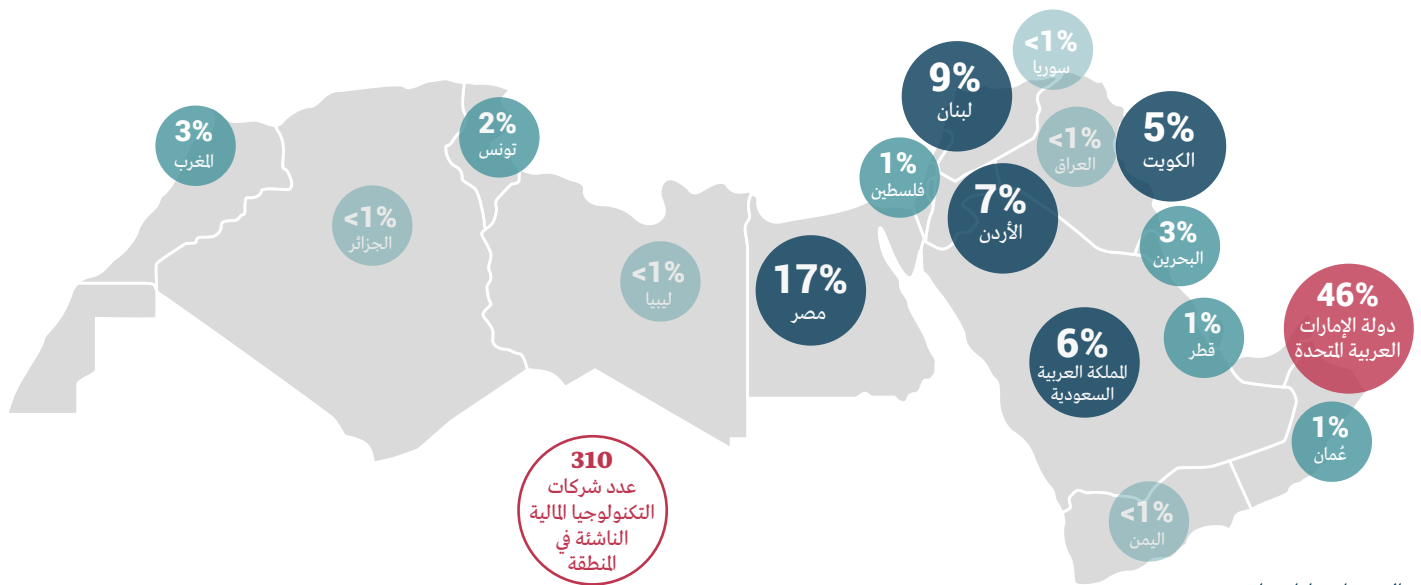 <1%
سوريا
9%
لبنان
5%
الكويت
<1%
العراق
3%
المغرب
2%
تونس
1%
فلسطين
7%
الأردن
<1%
الجزائر
3%
البحرين
<1%
ليبيا
17%
مصر
46%
دولة الإمارات
العربية المتحدة
1%
قطر
6%
المملكة العربية
السعودية
1%
عُمان
<1%
اليمن
310
عدد شركات
التكنولوجيا المالية
الناشئة في
المنطقة